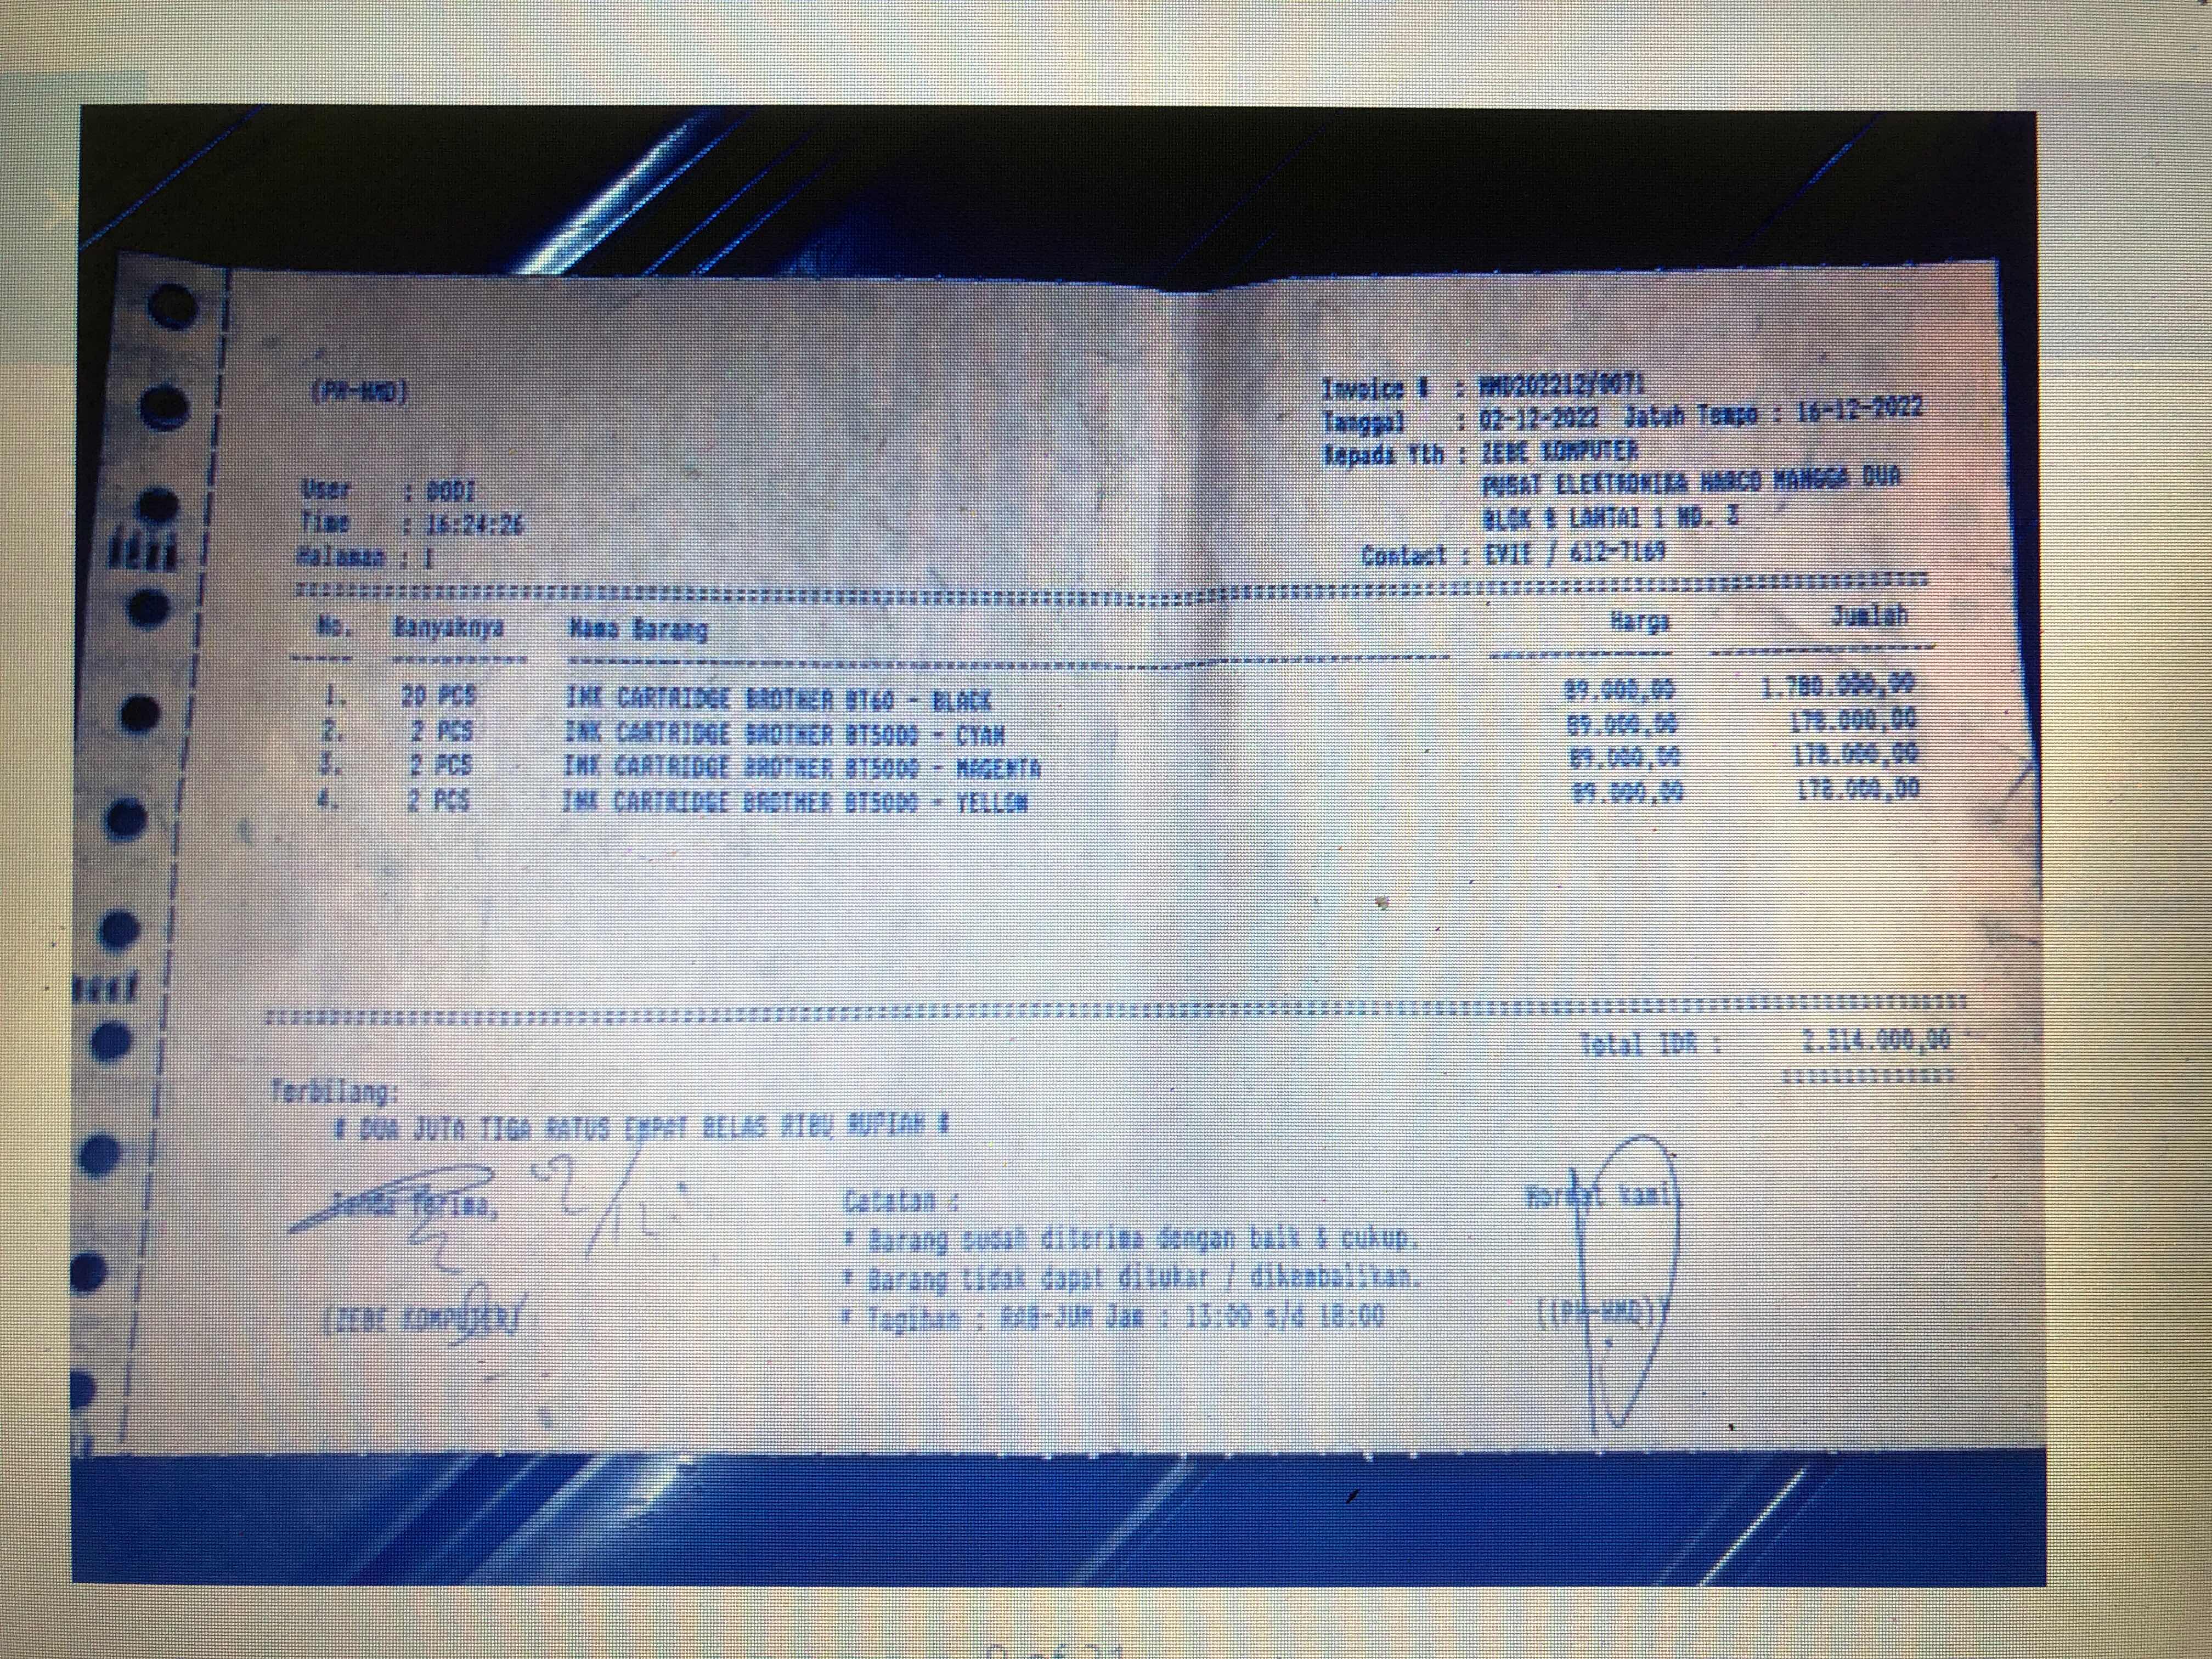 (PH-HMD)
Invoice # : HMD202212/0071
Tanggal : 02-12-2022 Jatuh Tempo : 16-12-2022
Kepada Yth : ZEBE KOMPUTER
PUSAT ELEKTRONIKA HARCO MANGGA DUA
BLOK LANTAI 1 NO. 3
Contact : EVIE / 612-7169
User : DODI
Time : 16:24:26
Halaman : 1
No. Banyaknya Nama Barang Harga Jumlah
1. 20 PCS INK CARTRIDGE BROTHER BT60 - BLACK 89.000,00 1.780.000,00
2. 2 PCS INK CARTRIDGE BROTHER BT5000 - CYAN 89.000,00 178.000,00
3. 2 PCS INK CARTRIDGE BROTHER BT5000 - MAGENTA 89.000,00 178.000,00
4. 2 PCS INK CARTRIDGE BROTHER BT5000 - YELLOW 89.000,00 178.000,00
Total IDR : 2.314.000,00
Terbilang:
# DUA JUTA TIGA RATUS EMPAT BELAS RIBU RUPIAH #
Tanda Terima,
Catatan :
Hormat kami
* Barang sudah diterima dengan baik & cukup.
* Barang tidak dapat ditukar / dikembalikan.
* Tagihan : RAB-JUM Jam : 13:00 s/d 18:00
(ZEBE KOMPUTER)
((PH-HMD))